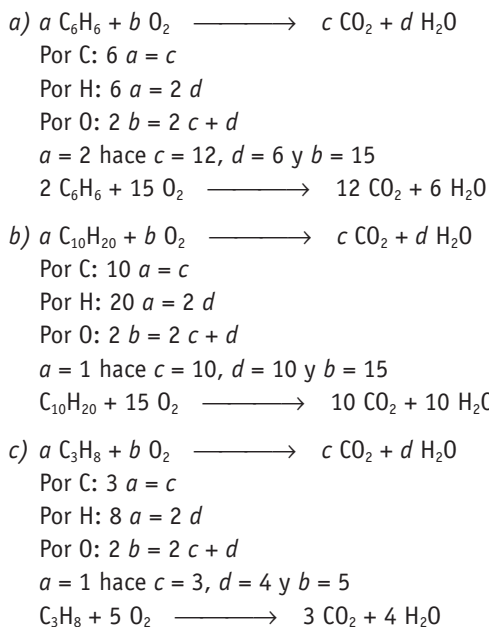 a) a C₆H₆ + b O₂ ⟶ c CO₂ + d H₂O
Por C: 6 a = c
Por H: 6 a = 2 d
Por O: 2 b = 2 c + d
a = 2 hace c = 12, d = 6 y b = 15
2 C₆H₆ + 15 O₂ ⟶ 12 CO₂ + 6 H₂O
b) a C₁₀H₂₀ + b O₂ ⟶ c CO₂ + d H₂O
Por C: 10 a = c
Por H: 20 a = 2 d
Por O: 2 b = 2 c + d
a = 1 hace c = 10, d = 10 y b = 15
C₁₀H₂₀ + 15 O₂ ⟶ 10 CO₂ + 10 H₂O
c) a C₃H₈ + b O₂ ⟶ c CO₂ + d H₂O
Por C: 3 a = c
Por H: 8 a = 2 d
Por O: 2 b = 2 c + d
a = 1 hace c = 3, d = 4 y b = 5
C₃H₈ + 5 O₂ ⟶ 3 CO₂ + 4 H₂O